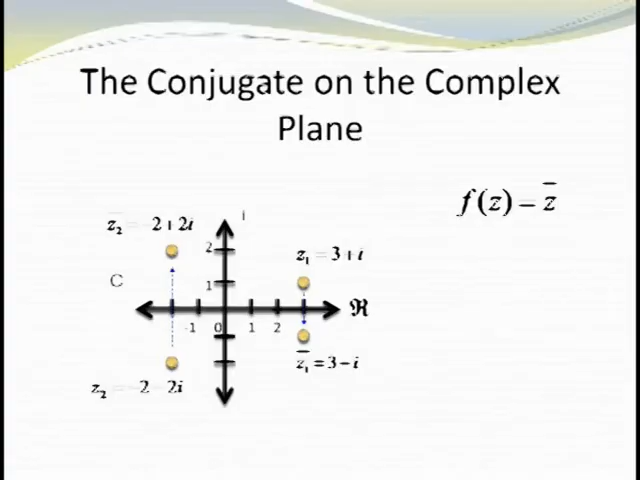 The Conjugate on the Complex
Plane
f(z) = z̅
z̅₂ = −2 + 2i
i
2
z₁ = 3 + i
C
1
ℜ
-1 0 1 2
z̅₁ = 3 − i
z₂ = −2 − 2i